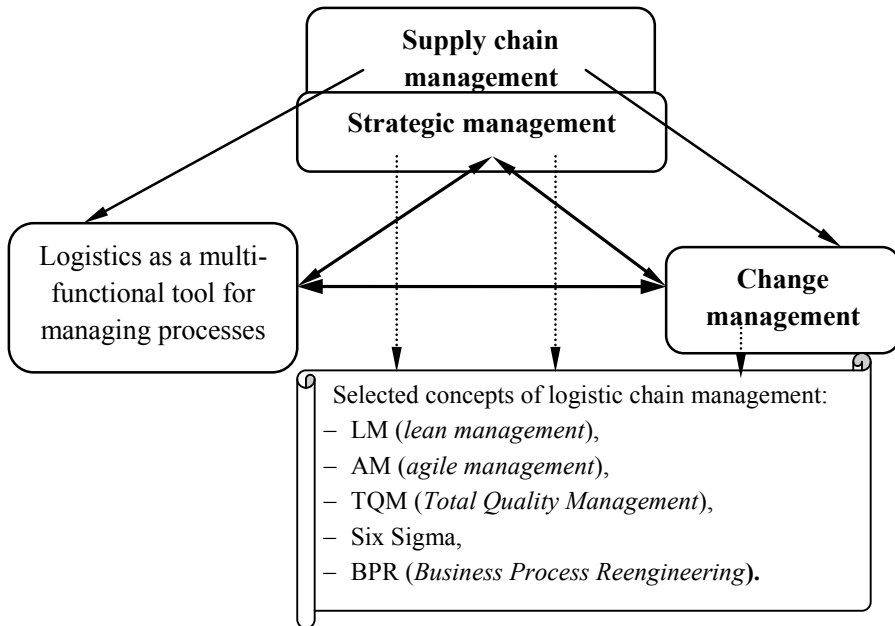 Supply chain
management
Strategic management
Logistics as a multi-
functional tool for
managing processes
Change
management
Selected concepts of logistic chain management:
– LM (lean management),
– AM (agile management),
– TQM (Total Quality Management),
– Six Sigma,
– BPR (Business Process Reengineering).